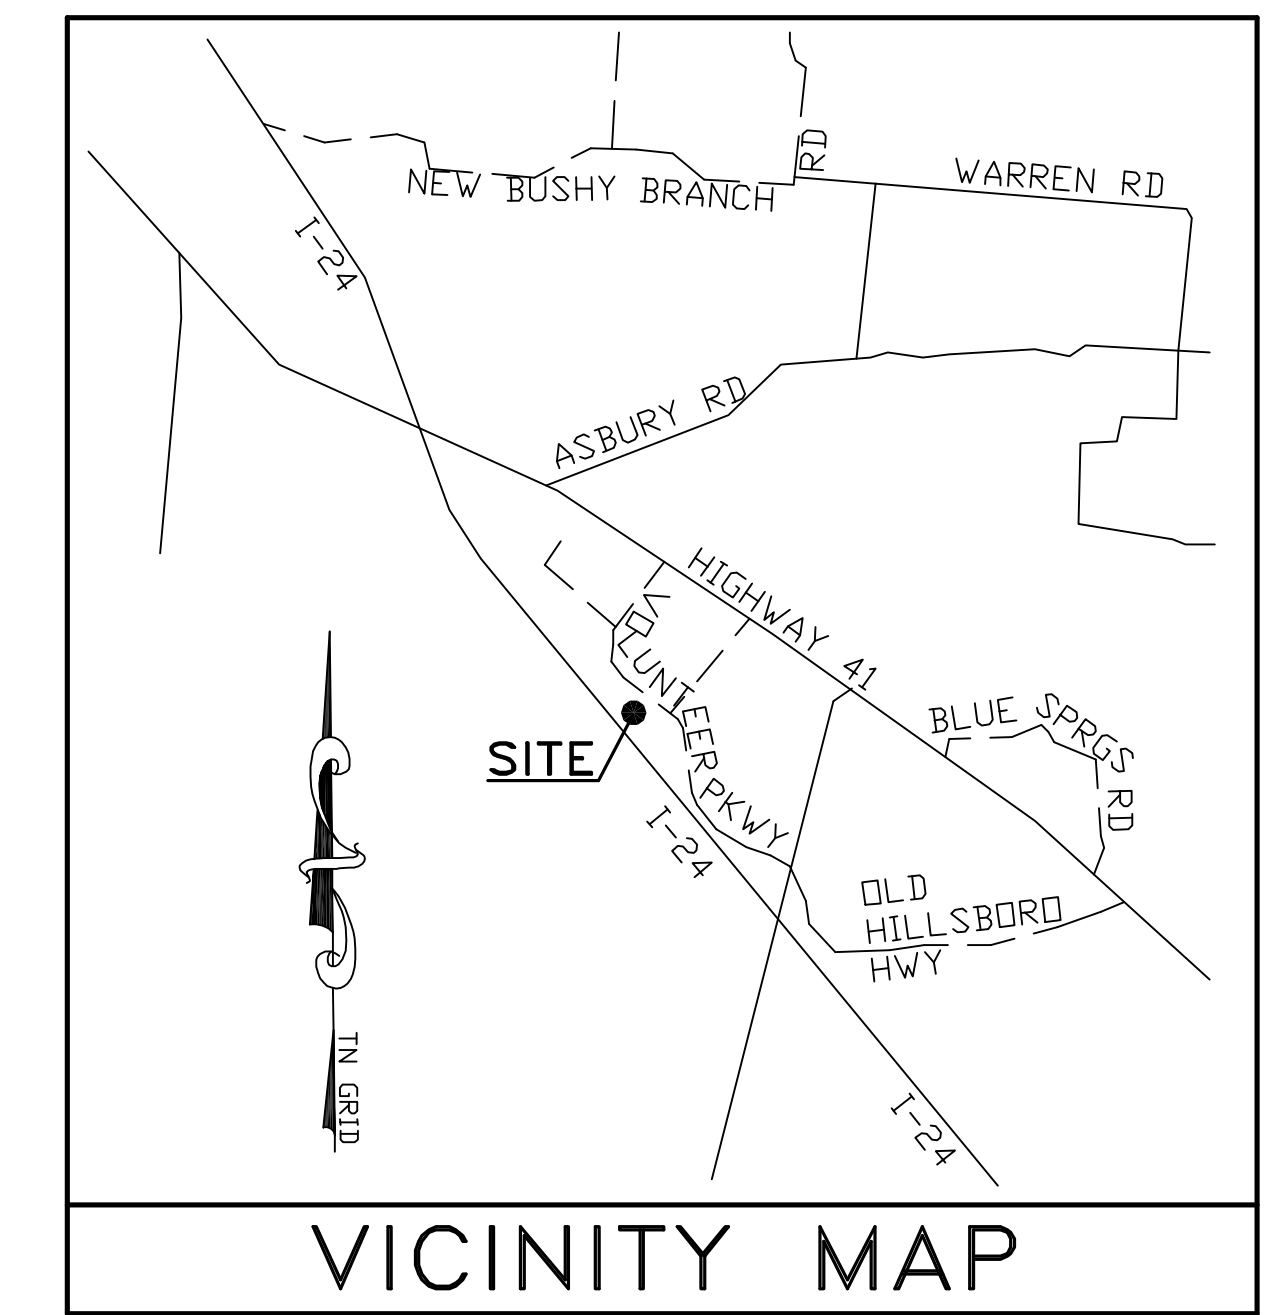 RD
WARREN RD
NEW BUSHY BRANCH
I-24
ASBURY RD
HIGHWAY 41
VOLUNTEER PKWY
BLUE SPRGS RD
SITE
I-24
OLD
HILLSBORO
HWY
TN GRID
I-24
VICINITY MAP